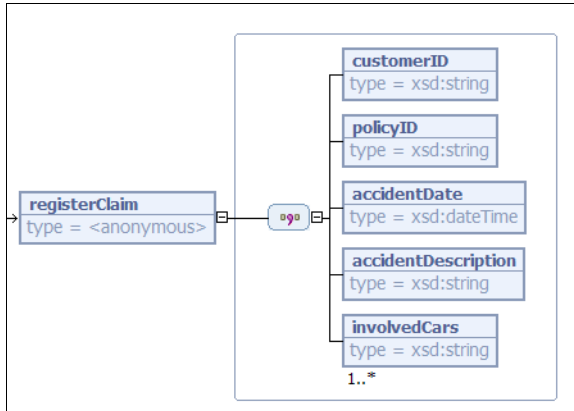 customerID
type = xsd:string
policyID
type = xsd:string
registerClaim
type = <anonymous>
accidentDate
type = xsd:dateTime
accidentDescription
type = xsd:string
involvedCars
type = xsd:string
1..*